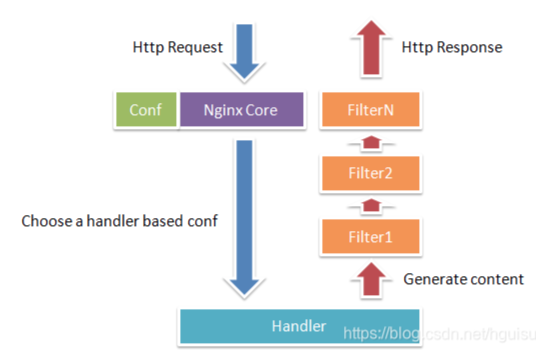 Http Request
Http Response
Conf
Nginx Core
FilterN
Filter2
Choose a handler based conf
Filter1
Generate content
Handler
https://blog.csdn.net/hguisu